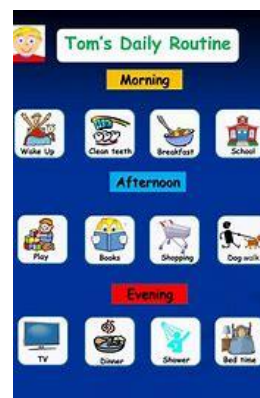 Tom's Daily Routine
Morning
Wake Up Clean teeth Breakfast School
Afternoon
Play Books Shopping Dog walk
Evening
TV Dinner Shower Bed time